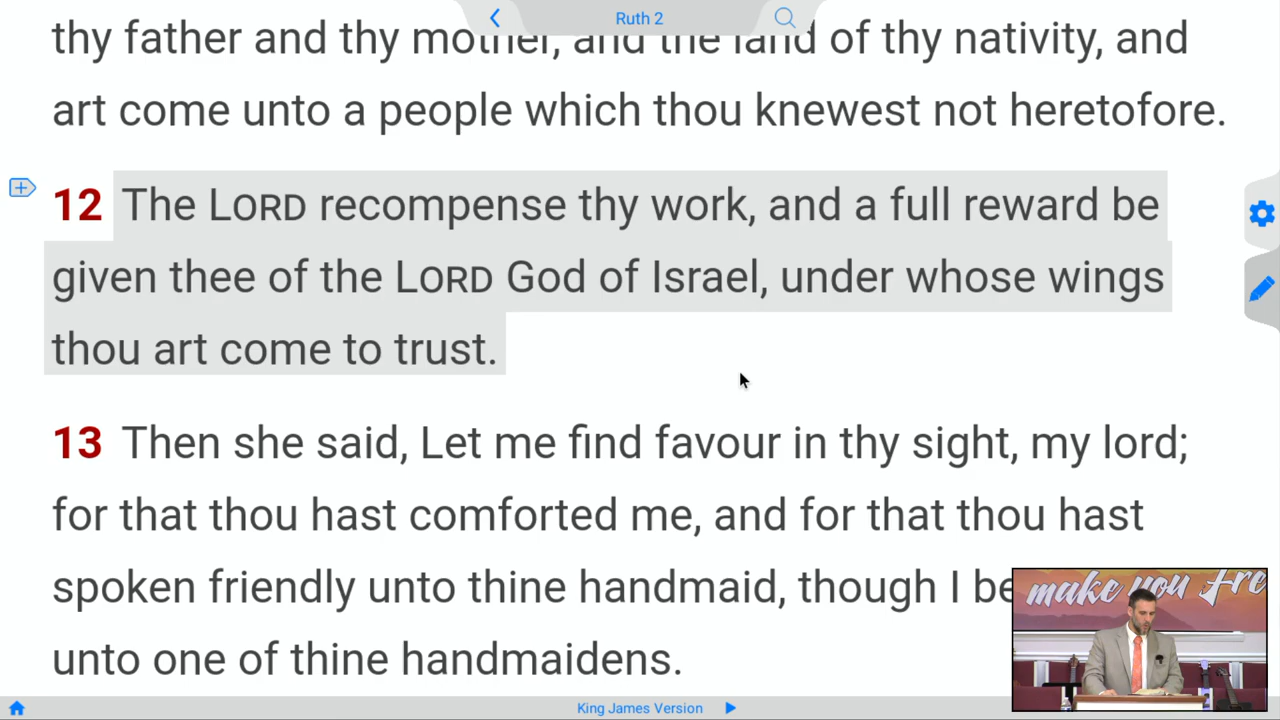 Ruth 2
thy father and thy mother, and the land of thy nativity, and
art come unto a people which thou knewest not heretofore.
12 The LORD recompense thy work, and a full reward be
given thee of the LORD God of Israel, under whose wings
thou art come to trust.
13 Then she said, Let me find favour in thy sight, my lord;
for that thou hast comforted me, and for that thou hast
spoken friendly unto thine handmaid, though I be
unto one of thine handmaidens.
make you Fre
King James Version